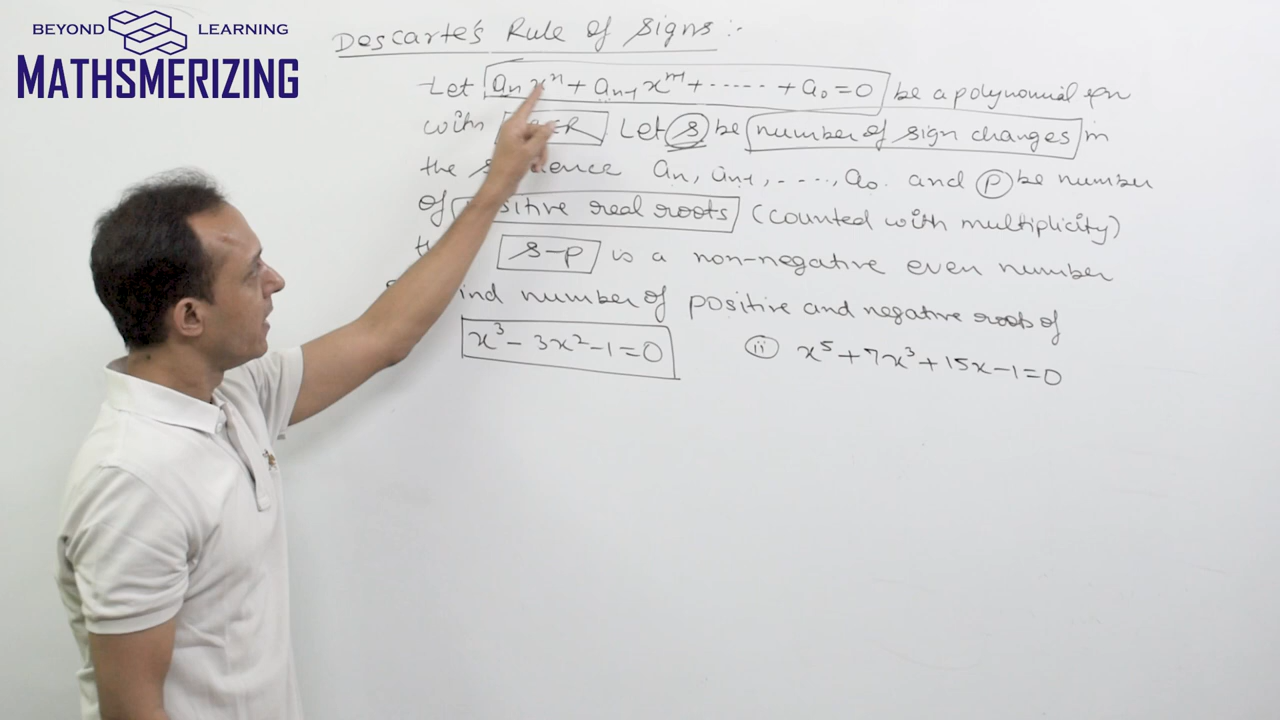 BEYOND LEARNING
MATHSMERIZING
Descarte's Rule of Signs :-
Let aₙxⁿ + aₙ₋₁xⁿ⁻¹ + ..... + a₀ = 0 be a polynomial eqn
with ∈R Let s be number of sign changes in
the aₙ, aₙ₋₁, ----, a₀ and p be number
of real roots (counted with multiplicity)
s-p is a non-negative even number
number of positive and negative roots of
x³ - 3x² - 1 = 0 (ii) x⁵ + 7x³ + 15x - 1 = 0